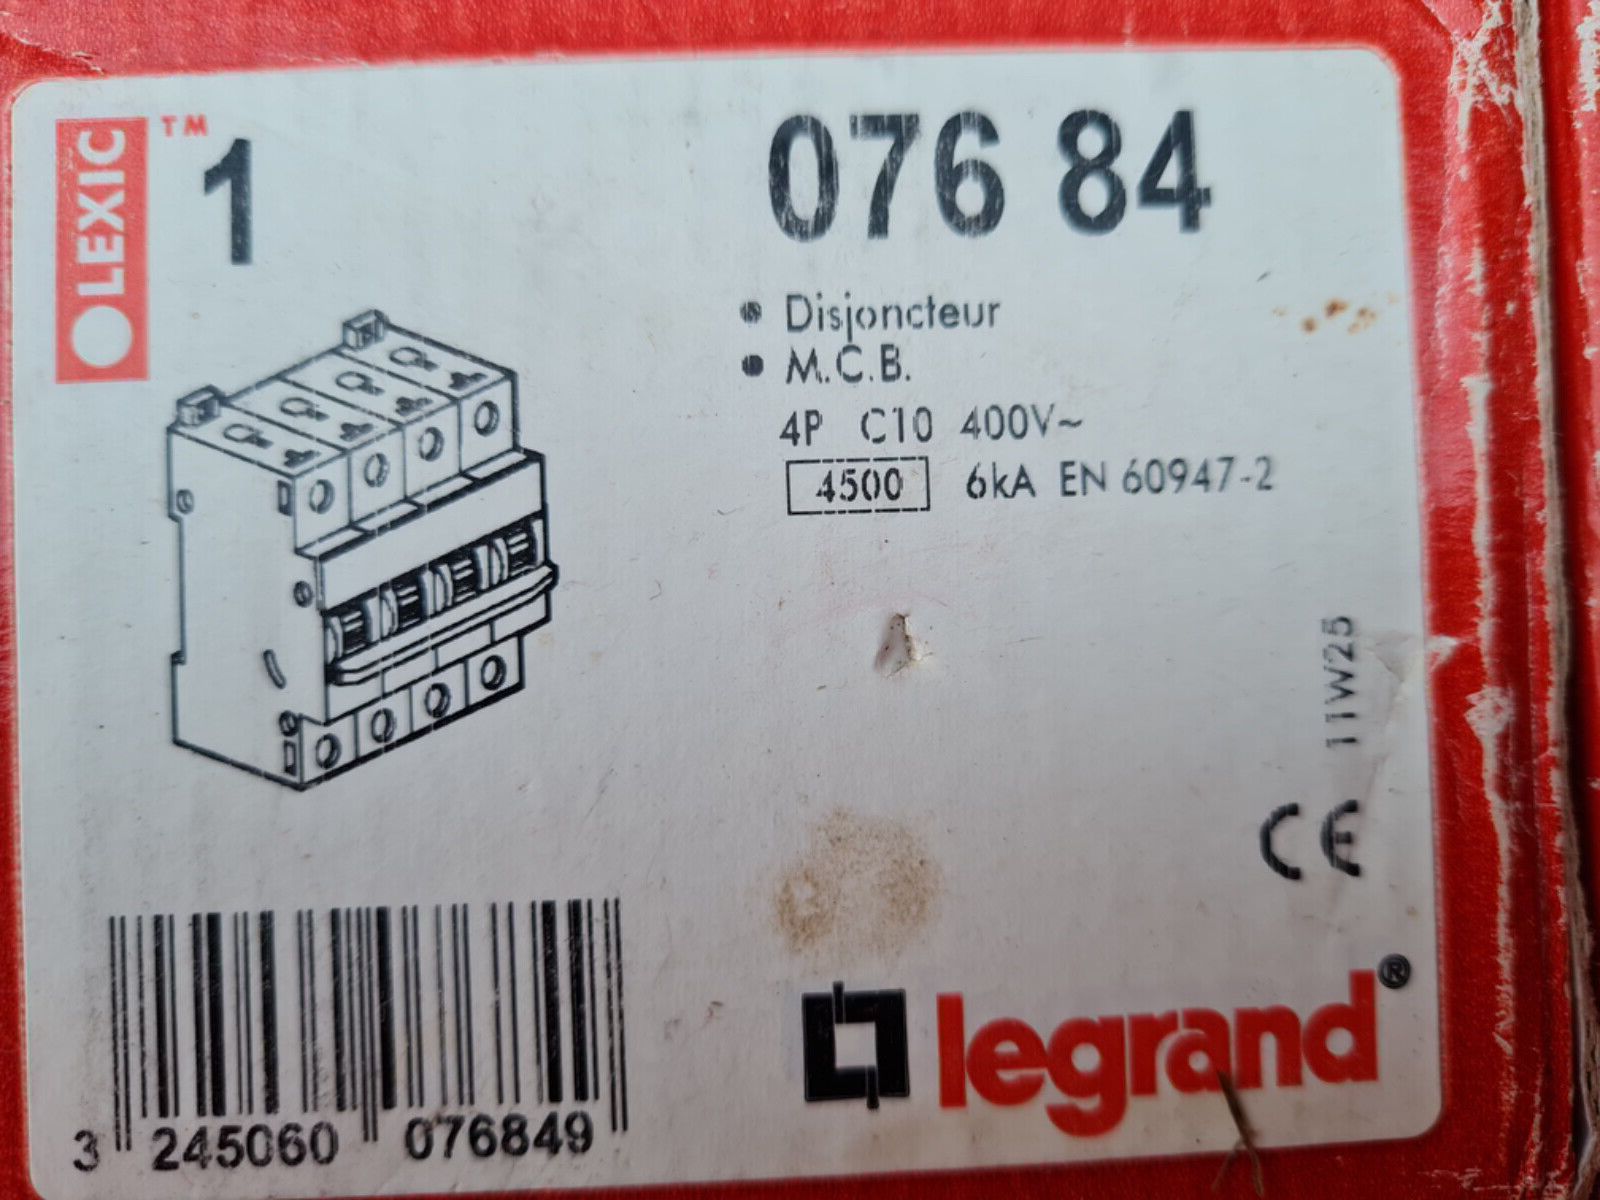 LEXIC™
1
076 84
• Disjoncteur
• M.C.B.
4P C10 400V~
4500 6kA EN 60947-2
11W25
CE
legrand®
3 245060 076849